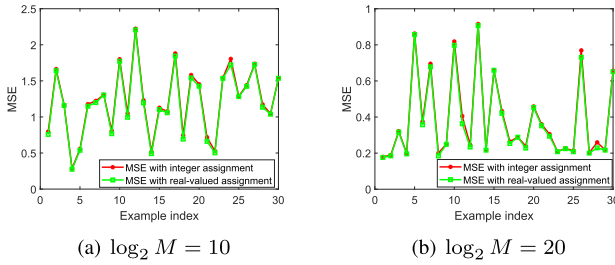 2.5
2
1.5
1
0.5
0
MSE
0 5 10 15 20 25 30
Example index
MSE with integer assignment
MSE with real-valued assignment
(a) log₂ M = 10
1
0.8
0.6
0.4
0.2
0
MSE
0 5 10 15 20 25 30
Example index
MSE with integer assignment
MSE with real-valued assignment
(b) log₂ M = 20